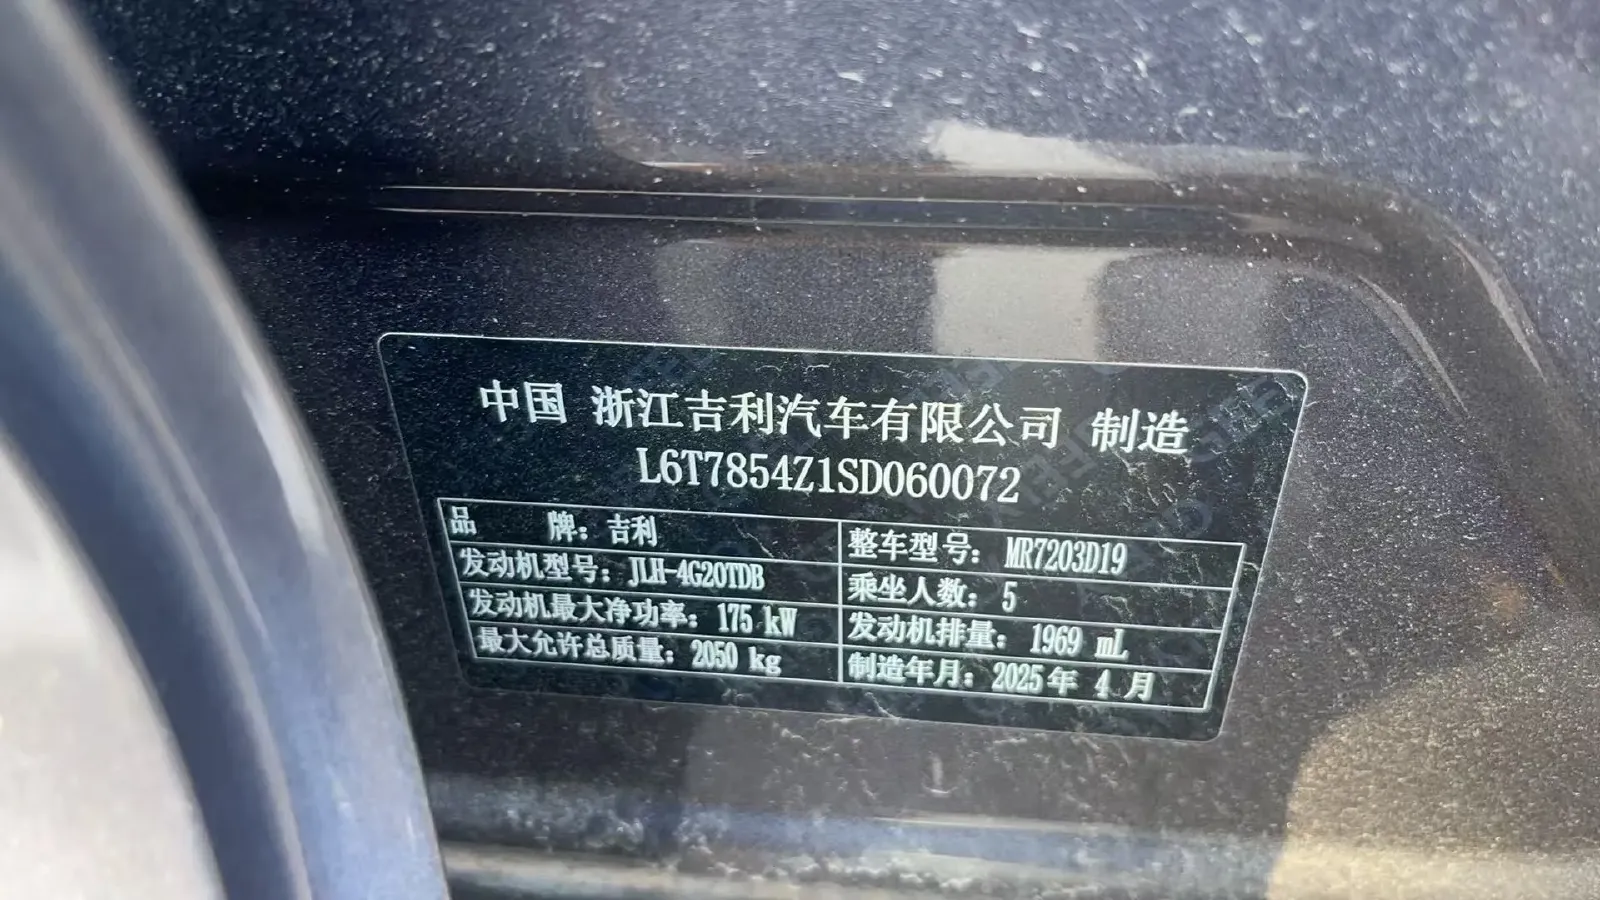 中国 浙江吉利汽车有限公司 制造
L6T7854Z1SD060072
品 牌：吉利
整车型号：MR7203D19
发动机型号：JLH-4G20TDB
乘坐人数：5
发动机最大净功率：175 kW
发动机排量：1969 mL
最大允许总质量：2050 kg
制造年月：2025年 4 月